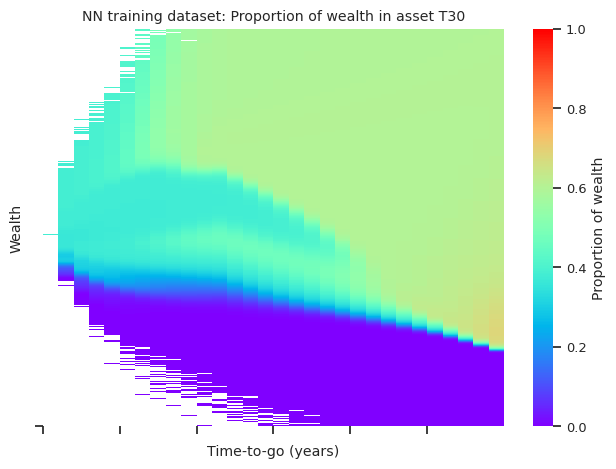 NN training dataset: Proportion of wealth in asset T30
Wealth
Time-to-go (years)
1.0
0.8
0.6
0.4
0.2
0.0
Proportion of wealth